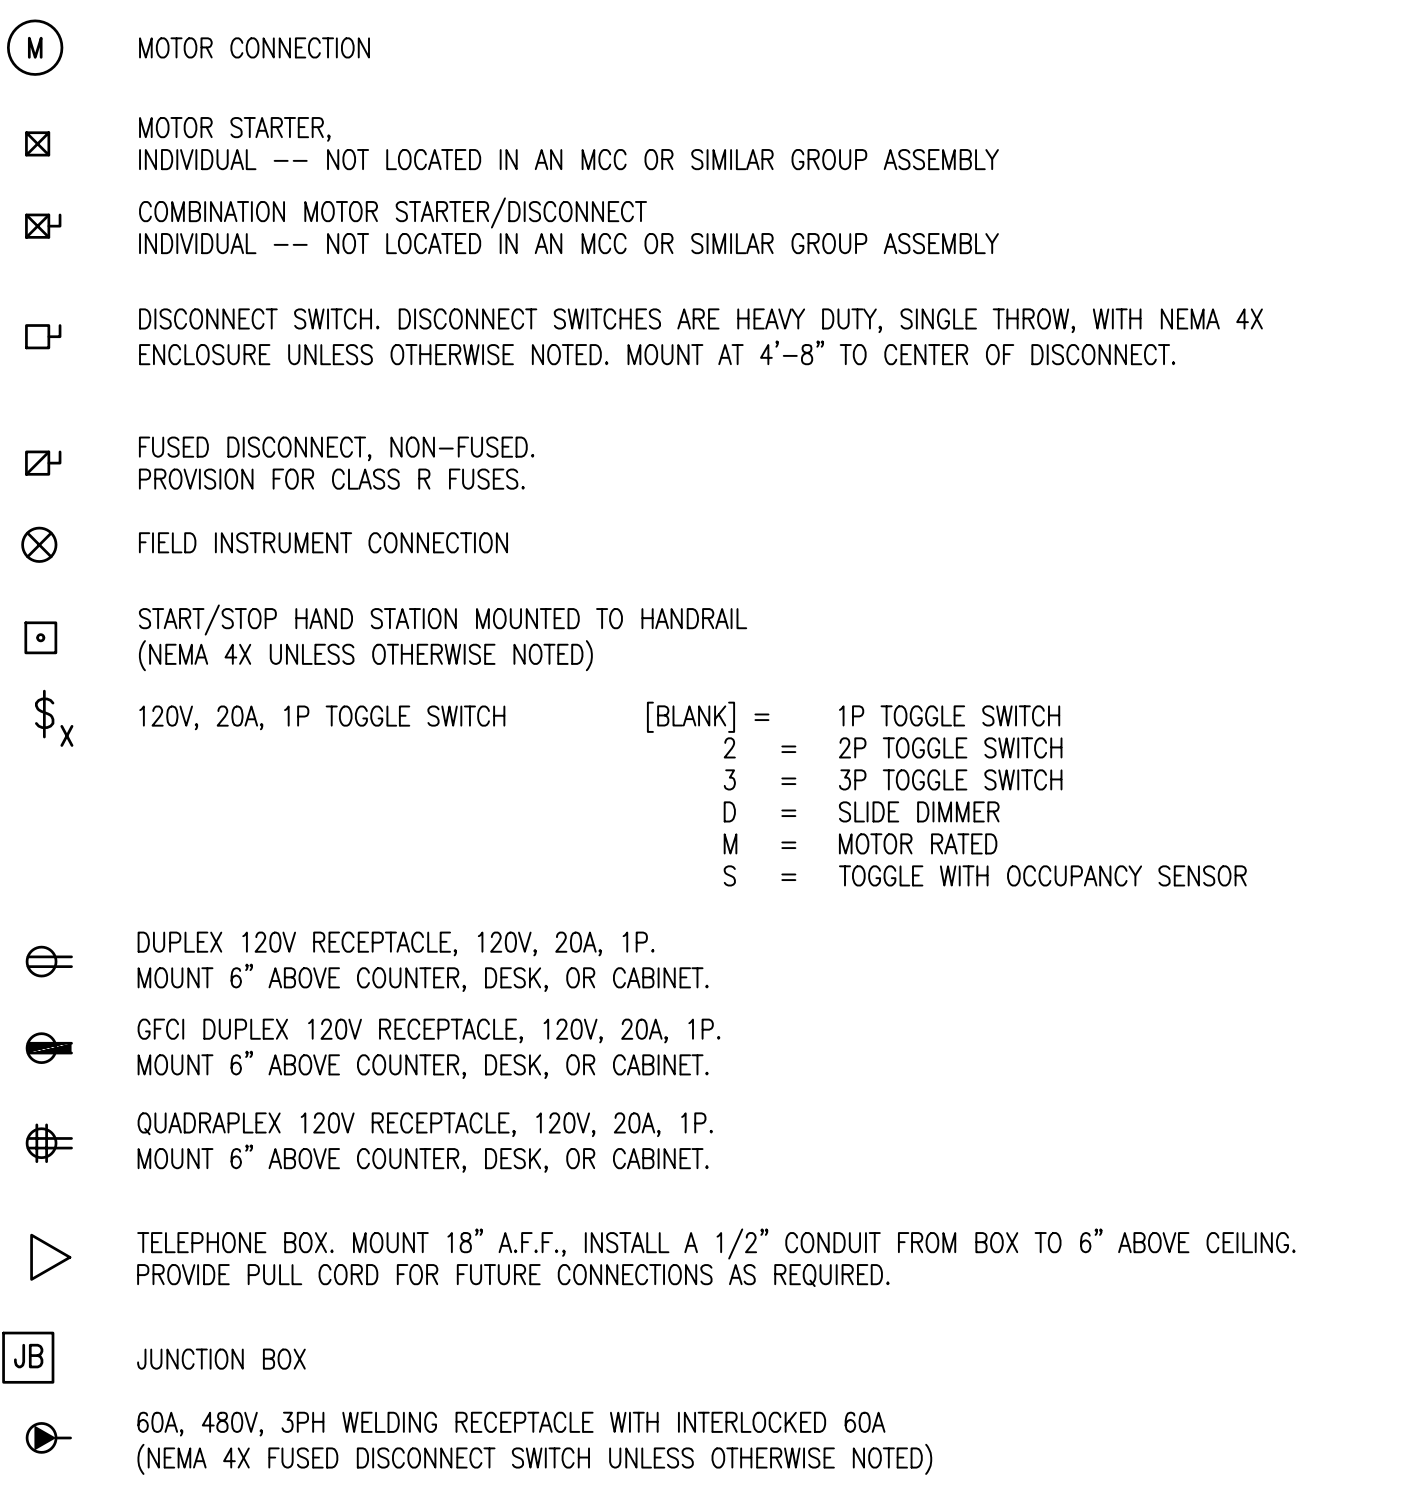 M MOTOR CONNECTION
MOTOR STARTER,
INDIVIDUAL -- NOT LOCATED IN AN MCC OR SIMILAR GROUP ASSEMBLY
COMBINATION MOTOR STARTER/DISCONNECT
INDIVIDUAL -- NOT LOCATED IN AN MCC OR SIMILAR GROUP ASSEMBLY
DISCONNECT SWITCH. DISCONNECT SWITCHES ARE HEAVY DUTY, SINGLE THROW, WITH NEMA 4X
ENCLOSURE UNLESS OTHERWISE NOTED. MOUNT AT 4'-8" TO CENTER OF DISCONNECT.
FUSED DISCONNECT, NON-FUSED.
PROVISION FOR CLASS R FUSES.
FIELD INSTRUMENT CONNECTION
START/STOP HAND STATION MOUNTED TO HANDRAIL
(NEMA 4X UNLESS OTHERWISE NOTED)
$X 120V, 20A, 1P TOGGLE SWITCH [BLANK] = 1P TOGGLE SWITCH
2 = 2P TOGGLE SWITCH
3 = 3P TOGGLE SWITCH
D = SLIDE DIMMER
M = MOTOR RATED
S = TOGGLE WITH OCCUPANCY SENSOR
DUPLEX 120V RECEPTACLE, 120V, 20A, 1P.
MOUNT 6" ABOVE COUNTER, DESK, OR CABINET.
GFCI DUPLEX 120V RECEPTACLE, 120V, 20A, 1P.
MOUNT 6" ABOVE COUNTER, DESK, OR CABINET.
QUADRAPLEX 120V RECEPTACLE, 120V, 20A, 1P.
MOUNT 6" ABOVE COUNTER, DESK, OR CABINET.
TELEPHONE BOX. MOUNT 18" A.F.F., INSTALL A 1/2" CONDUIT FROM BOX TO 6" ABOVE CEILING.
PROVIDE PULL CORD FOR FUTURE CONNECTIONS AS REQUIRED.
JB JUNCTION BOX
60A, 480V, 3PH WELDING RECEPTACLE WITH INTERLOCKED 60A
(NEMA 4X FUSED DISCONNECT SWITCH UNLESS OTHERWISE NOTED)